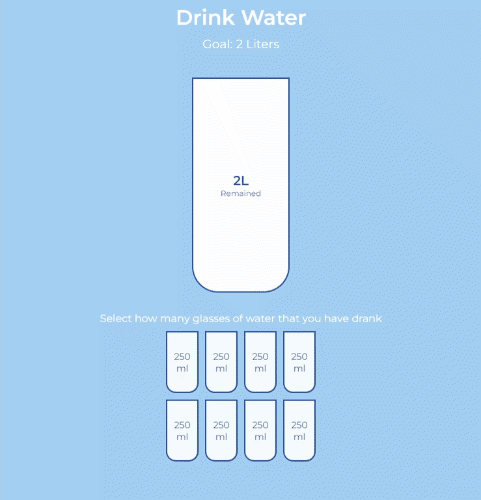 Drink Water
Goal: 2 Liters
2L
Remained
Select how many glasses of water that you have drank
250 250 250 250
ml ml ml ml
250 250 250 250
ml ml ml ml